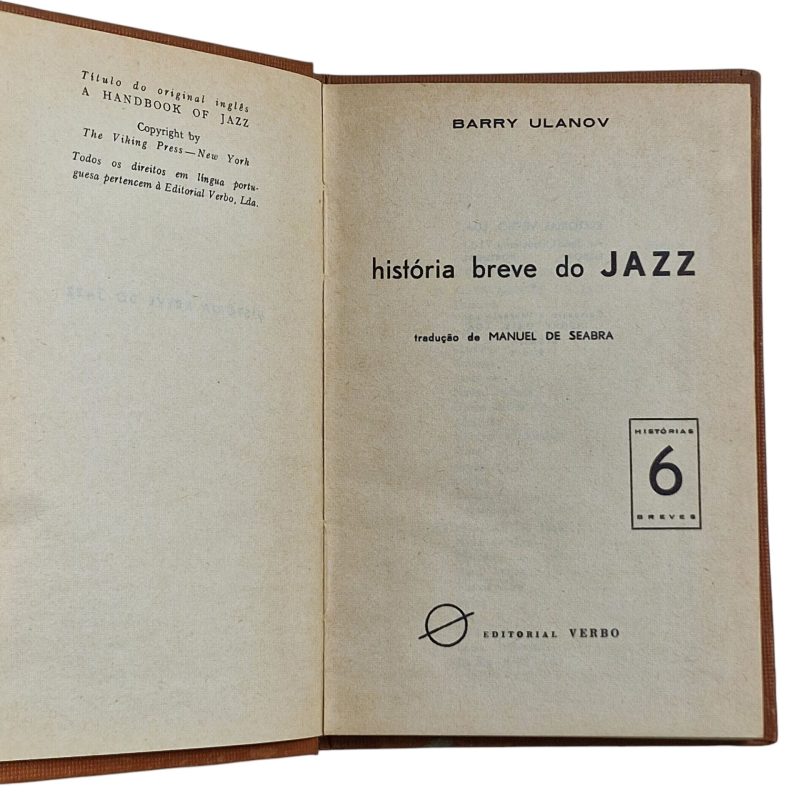 Título do original inglês
A HANDBOOK OF JAZZ
Copyright by
The Viking Press—New York
Todos os direitos em língua portu-
guesa pertencem à Editorial Verbo, Lda.
BARRY ULANOV
história breve do JAZZ
tradução de MANUEL DE SEABRA
HISTÓRIAS
6
BREVES
EDITORIAL VERBO